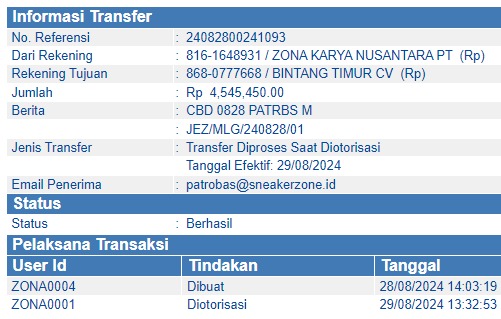 Informasi Transfer
No. Referensi : 24082800241093
Dari Rekening : 816-1648931 / ZONA KARYA NUSANTARA PT (Rp)
Rekening Tujuan : 868-0777668 / BINTANG TIMUR CV (Rp)
Jumlah : Rp 4,545,450.00
Berita : CBD 0828 PATRBS M
: JEZ/MLG/240828/01
Jenis Transfer : Transfer Diproses Saat Diotorisasi
Tanggal Efektif: 29/08/2024
Email Penerima : patrobas@sneakerzone.id
Status
Status : Berhasil
Pelaksana Transaksi
User Id Tindakan Tanggal
ZONA0004 Dibuat 28/08/2024 14:03:19
ZONA0001 Diotorisasi 29/08/2024 13:32:53